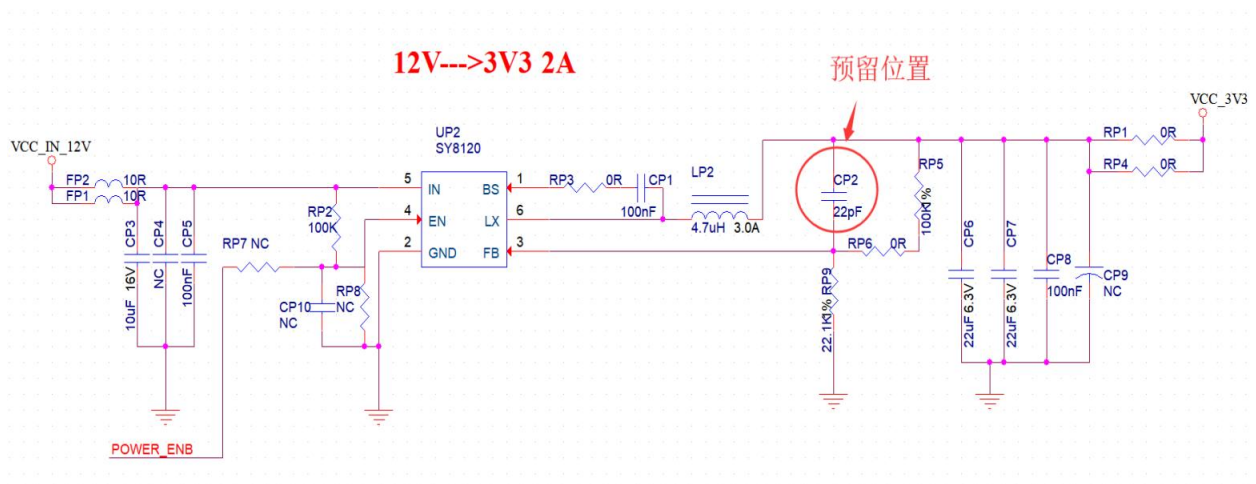 12V--->3V3 2A
预留位置
VCC_3V3
VCC_IN_12V
FP2 10R
FP1 10R
UP2
SY8120
5 IN
BS 1
4 EN
LX 6
2 GND
FB 3
RP3 0R
CP1
100nF
LP2
4.7uH 3.0A
CP2
22pF
RP5
100K1%
RP1 0R
RP4 0R
RP2
100K
RP7 NC
CP3
10uF 16V
CP4
NC
CP5
100nF
CP10
NC
RP8
NC
RP6 0R
RP9
22.1K1%
CP6
22uF 6.3V
CP7
22uF 6.3V
CP8
100nF
CP9
NC
POWER_ENB